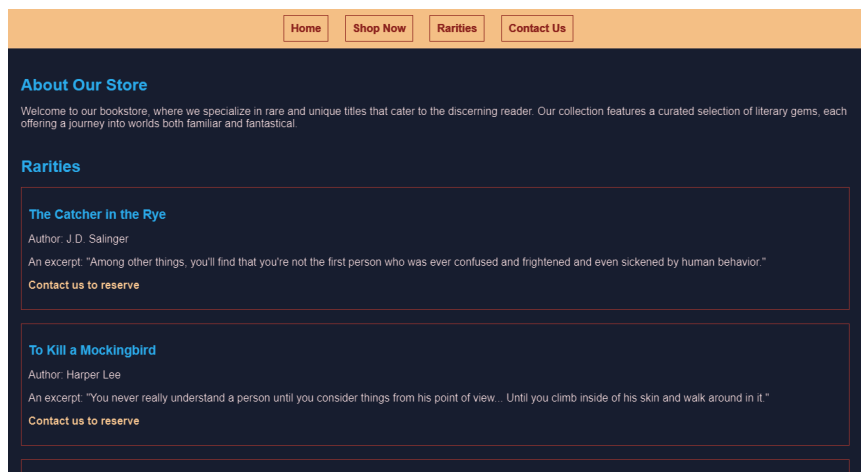 Home Shop Now Rarities Contact Us
About Our Store
Welcome to our bookstore, where we specialize in rare and unique titles that cater to the discerning reader. Our collection features a curated selection of literary gems, each
offering a journey into worlds both familiar and fantastical.
Rarities
The Catcher in the Rye
Author: J.D. Salinger
An excerpt: "Among other things, you'll find that you're not the first person who was ever confused and frightened and even sickened by human behavior."
Contact us to reserve
To Kill a Mockingbird
Author: Harper Lee
An excerpt: "You never really understand a person until you consider things from his point of view... Until you climb inside of his skin and walk around in it."
Contact us to reserve